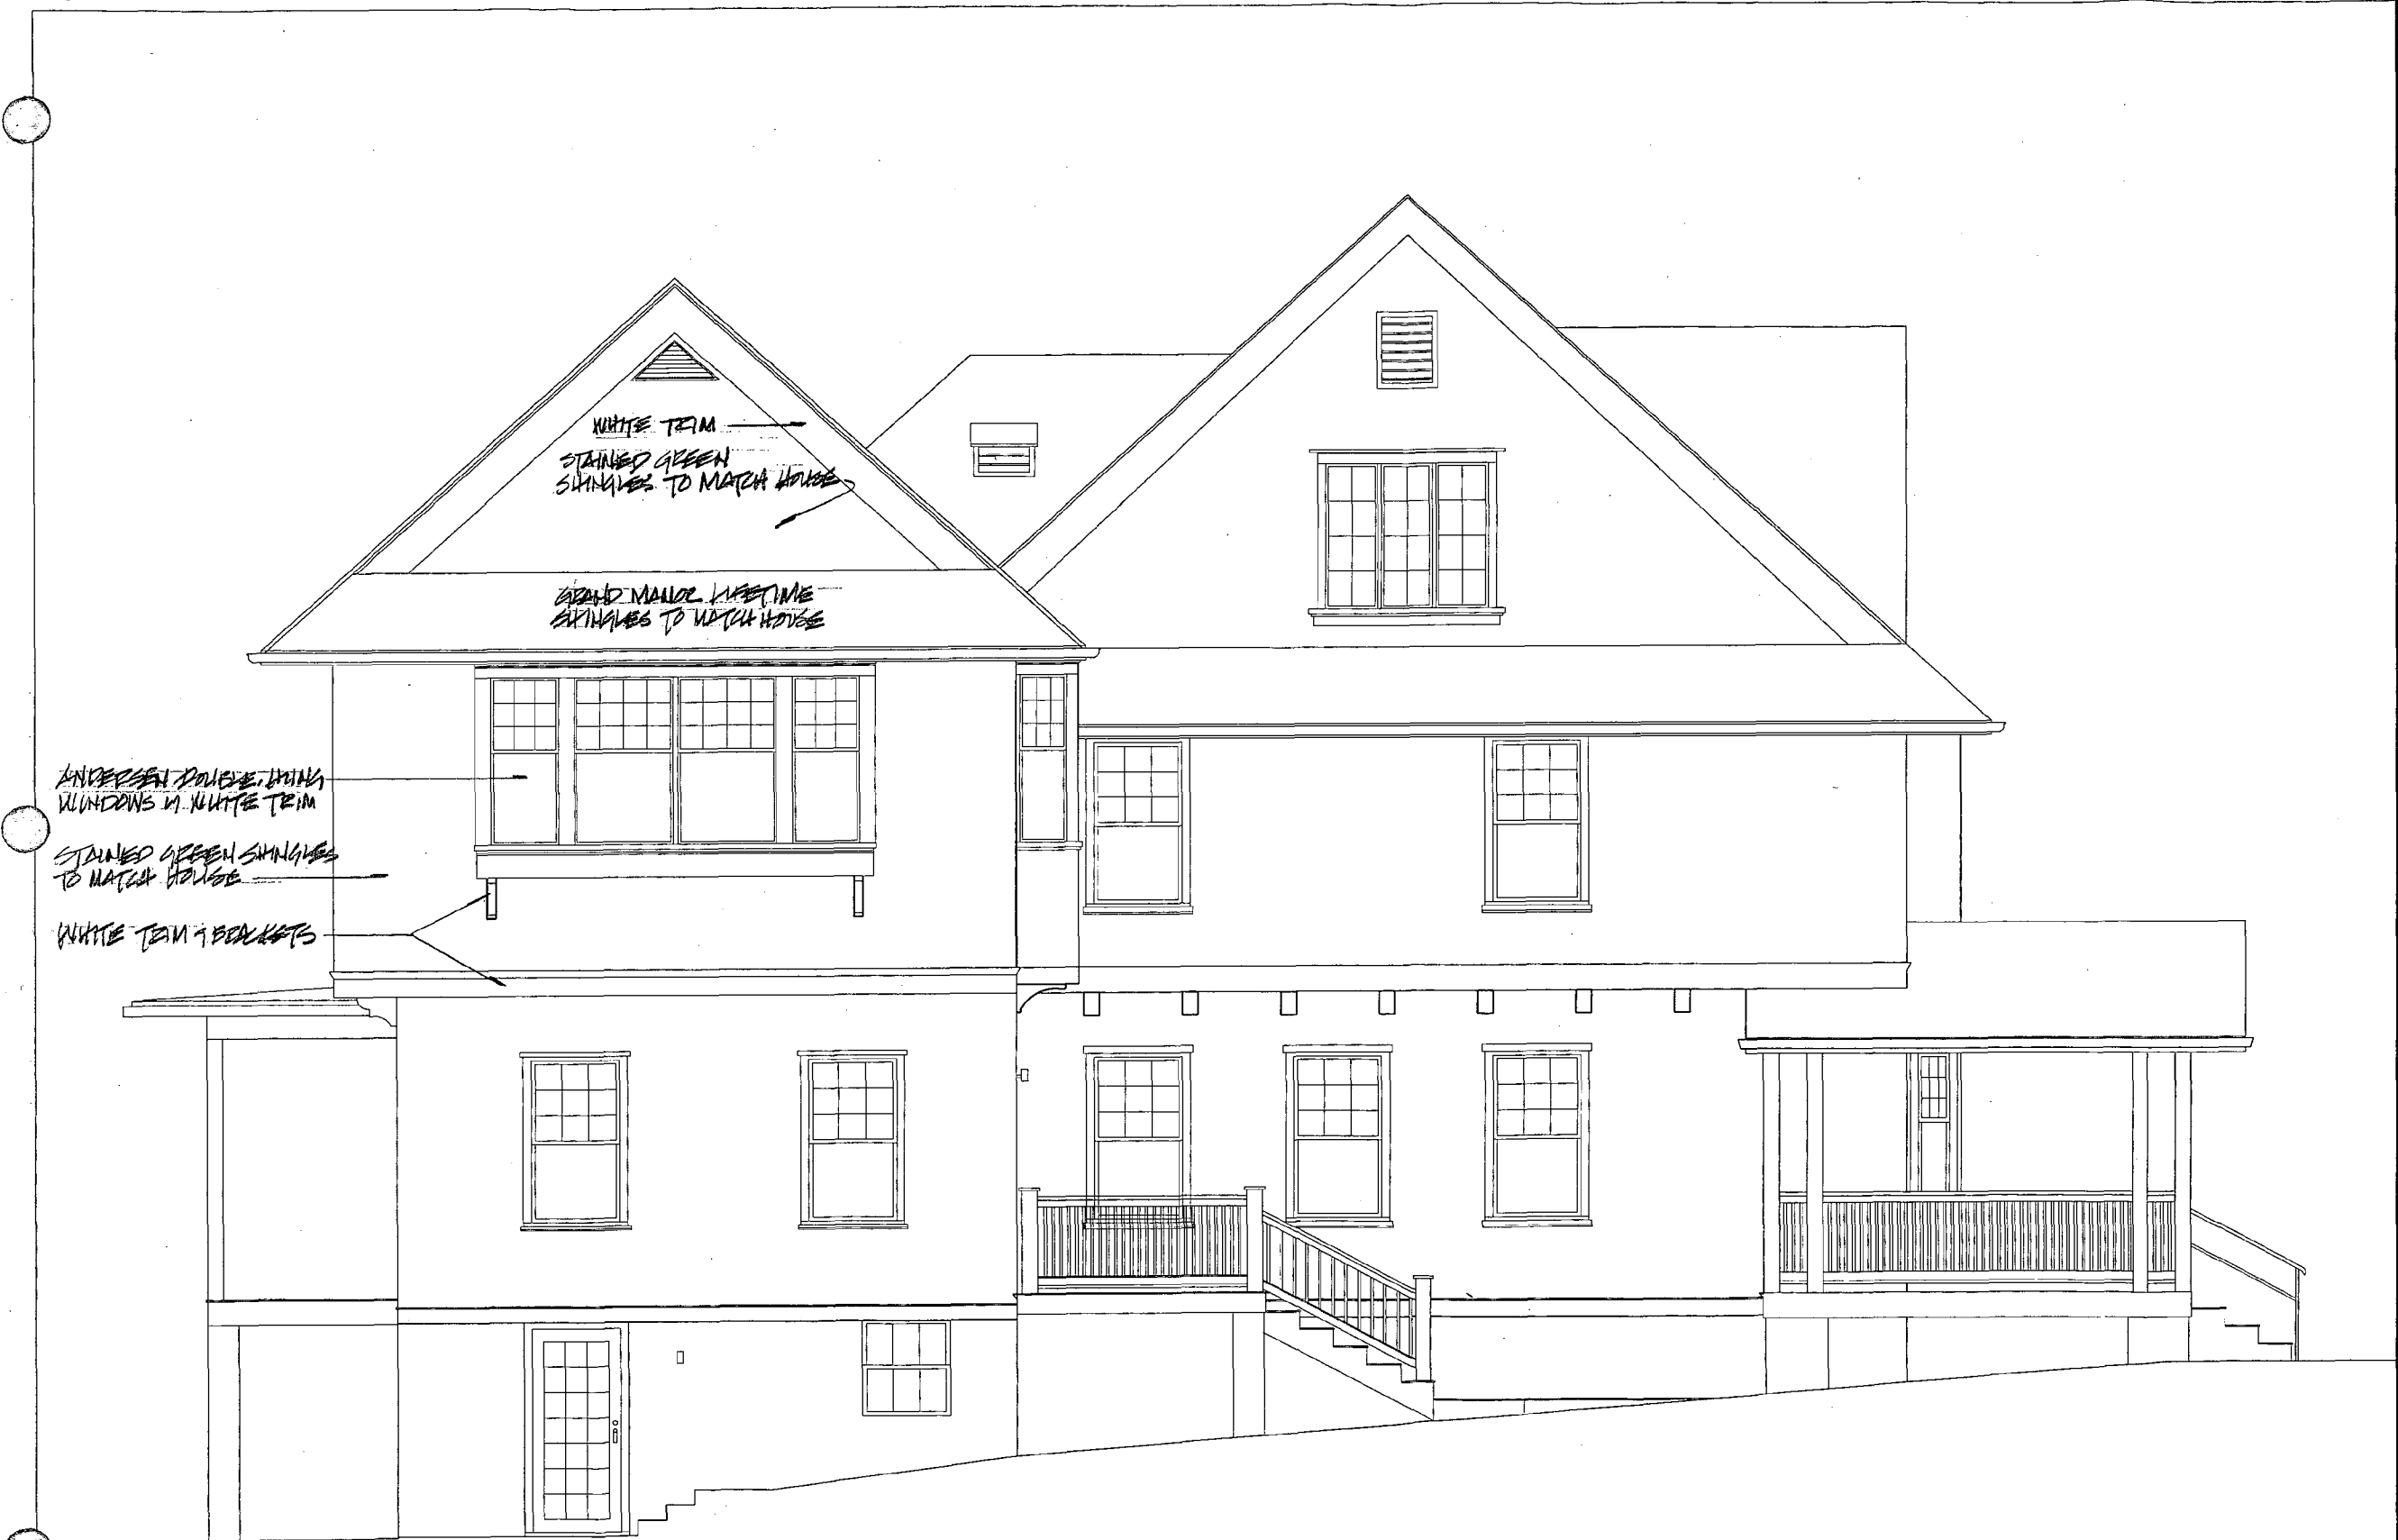 WHITE TRIM
STAINED GREEN
SHINGLES TO MATCH HOUSE
GRAND MANOR LIFETIME
SHINGLES TO MATCH HOUSE
ANDERSEN DOUBLE-HUNG
WINDOWS W/ WHITE TRIM
STAINED GREEN SHINGLES
TO MATCH HOUSE
WHITE TRIM + BRACKETS